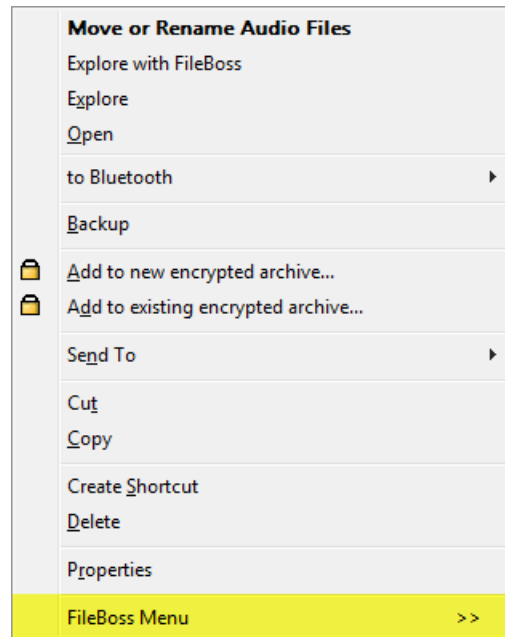 Move or Rename Audio Files
Explore with FileBoss
Explore
Open
to Bluetooth
Backup
Add to new encrypted archive...
Add to existing encrypted archive...
Send To
Cut
Copy
Create Shortcut
Delete
Properties
FileBoss Menu >>